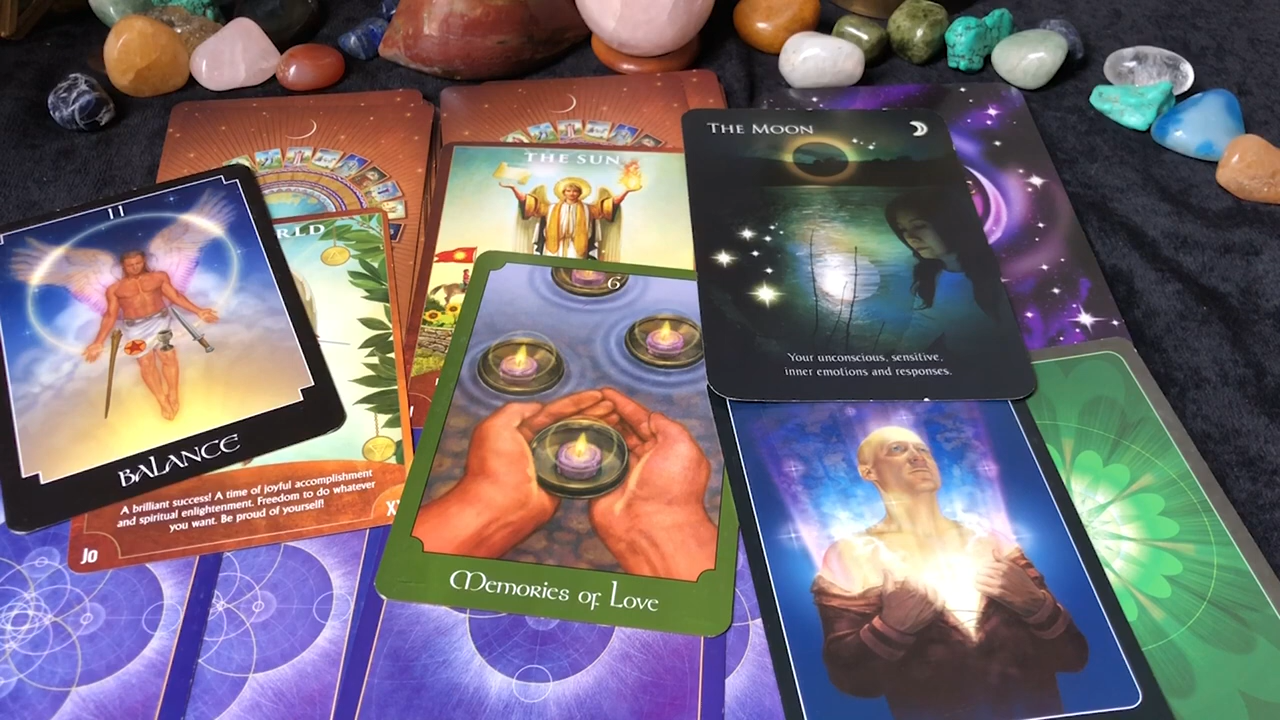 THE SUN
THE MOON
Your unconscious, sensitive,
inner emotions and responses.
II
BALANCE
RLD
A brilliant success! A time of joyful accomplishment
and spiritual enlightenment. Freedom to do whatever
you want. Be proud of yourself!
Jo
X
6
Memories of Love